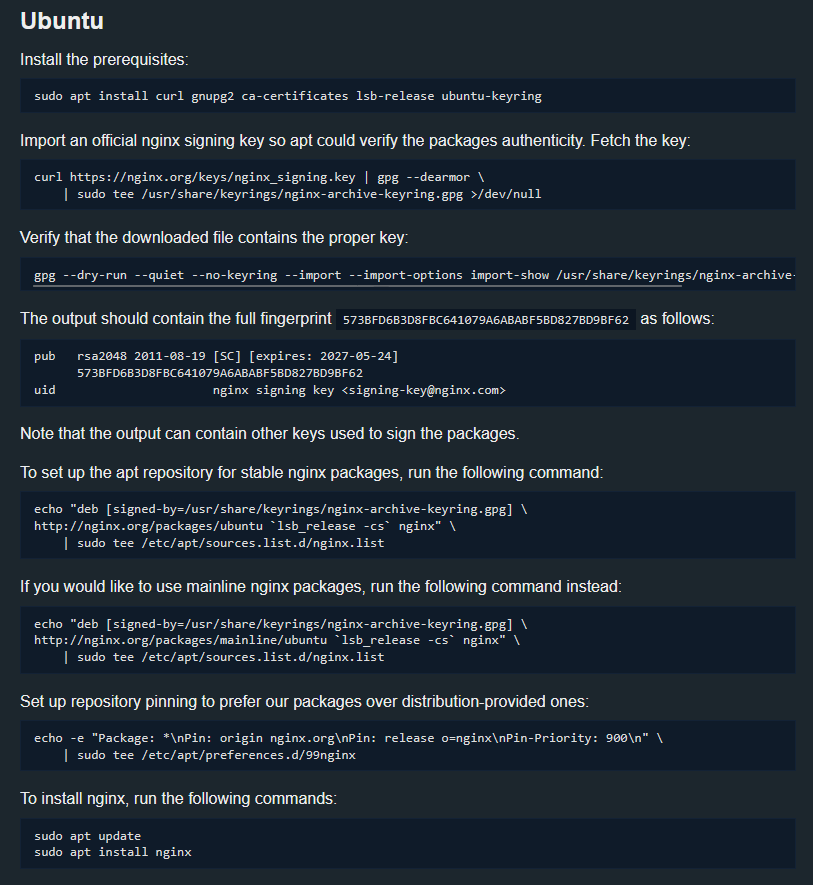 Ubuntu
Install the prerequisites:
sudo apt install curl gnupg2 ca-certificates lsb-release ubuntu-keyring
Import an official nginx signing key so apt could verify the packages authenticity. Fetch the key:
curl https://nginx.org/keys/nginx_signing.key | gpg --dearmor \
    | sudo tee /usr/share/keyrings/nginx-archive-keyring.gpg >/dev/null
Verify that the downloaded file contains the proper key:
gpg --dry-run --quiet --no-keyring --import --import-options import-show /usr/share/keyrings/nginx-archive-
The output should contain the full fingerprint 573BFD6B3D8FBC641079A6ABABF5BD827BD9BF62 as follows:
pub   rsa2048 2011-08-19 [SC] [expires: 2027-05-24]
      573BFD6B3D8FBC641079A6ABABF5BD827BD9BF62
uid                      nginx signing key <signing-key@nginx.com>
Note that the output can contain other keys used to sign the packages.
To set up the apt repository for stable nginx packages, run the following command:
echo "deb [signed-by=/usr/share/keyrings/nginx-archive-keyring.gpg] \
http://nginx.org/packages/ubuntu `lsb_release -cs` nginx" \
    | sudo tee /etc/apt/sources.list.d/nginx.list
If you would like to use mainline nginx packages, run the following command instead:
echo "deb [signed-by=/usr/share/keyrings/nginx-archive-keyring.gpg] \
http://nginx.org/packages/mainline/ubuntu `lsb_release -cs` nginx" \
    | sudo tee /etc/apt/sources.list.d/nginx.list
Set up repository pinning to prefer our packages over distribution-provided ones:
echo -e "Package: *\nPin: origin nginx.org\nPin: release o=nginx\nPin-Priority: 900\n" \
    | sudo tee /etc/apt/preferences.d/99nginx
To install nginx, run the following commands:
sudo apt update
sudo apt install nginx